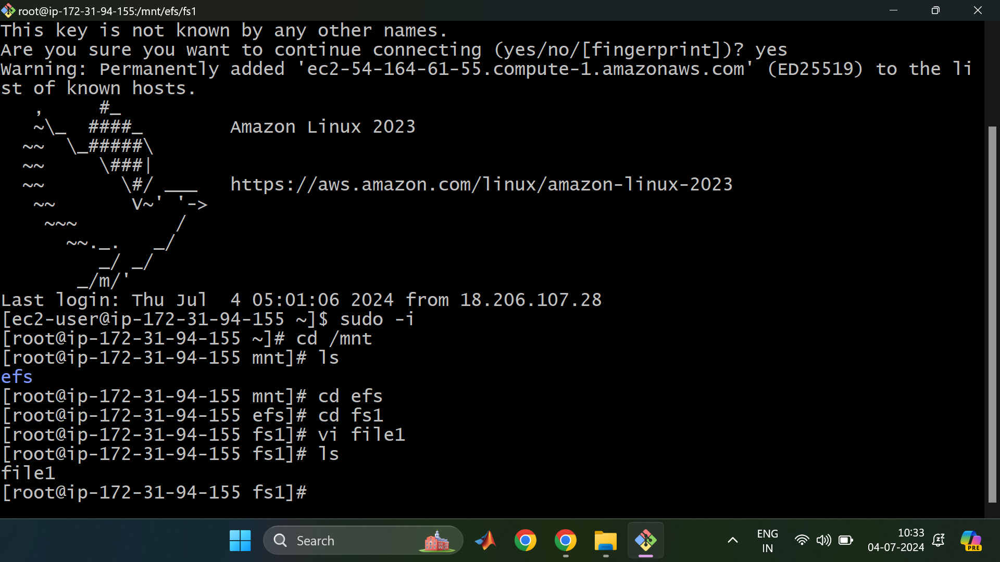 root@ip-172-31-94-155:/mnt/efs/fs1
This key is not known by any other names.
Are you sure you want to continue connecting (yes/no/[fingerprint])? yes
Warning: Permanently added 'ec2-54-164-61-55.compute-1.amazonaws.com' (ED25519) to the li
st of known hosts.
   ,     #_
   ~\_  ####_        Amazon Linux 2023
  ~~  \_#####\
  ~~     \###|
  ~~       \#/ ___   https://aws.amazon.com/linux/amazon-linux-2023
   ~~       V~' '->
    ~~~         /
      ~~._.   _/
         _/ _/
       _/m/'
Last login: Thu Jul  4 05:01:06 2024 from 18.206.107.28
[ec2-user@ip-172-31-94-155 ~]$ sudo -i
[root@ip-172-31-94-155 ~]# cd /mnt
[root@ip-172-31-94-155 mnt]# ls
efs
[root@ip-172-31-94-155 mnt]# cd efs
[root@ip-172-31-94-155 efs]# cd fs1
[root@ip-172-31-94-155 fs1]# vi file1
[root@ip-172-31-94-155 fs1]# ls
file1
[root@ip-172-31-94-155 fs1]#
Search
ENG
IN
10:33
04-07-2024
PRE